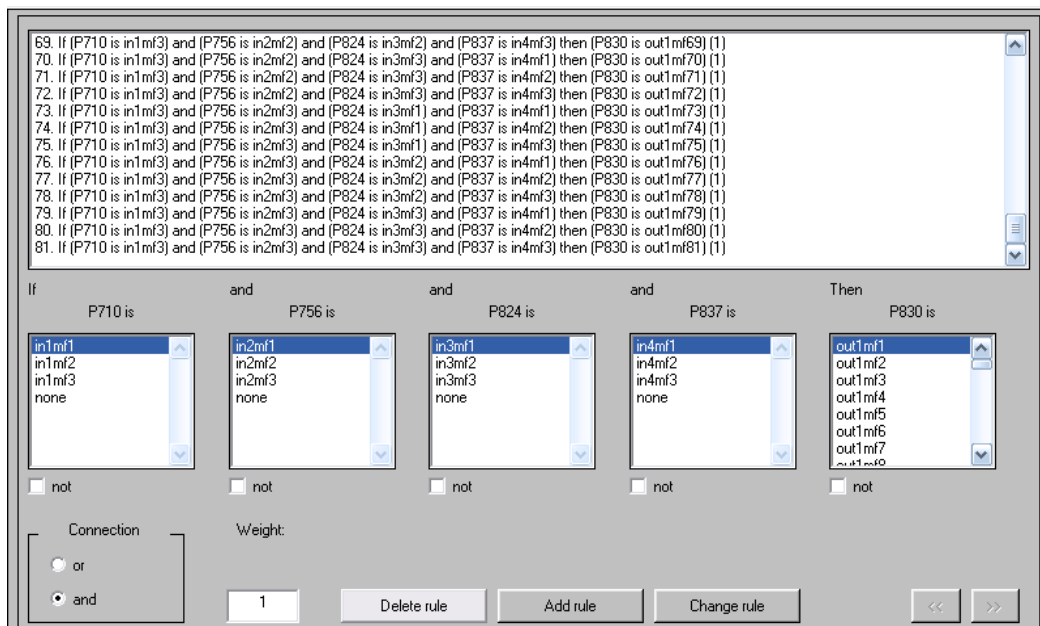 69. If (P710 is in1mf3) and (P756 is in2mf2) and (P824 is in3mf2) and (P837 is in4mf3) then (P830 is out1mf69) (1)
70. If (P710 is in1mf3) and (P756 is in2mf2) and (P824 is in3mf3) and (P837 is in4mf1) then (P830 is out1mf70) (1)
71. If (P710 is in1mf3) and (P756 is in2mf2) and (P824 is in3mf3) and (P837 is in4mf2) then (P830 is out1mf71) (1)
72. If (P710 is in1mf3) and (P756 is in2mf2) and (P824 is in3mf3) and (P837 is in4mf3) then (P830 is out1mf72) (1)
73. If (P710 is in1mf3) and (P756 is in2mf3) and (P824 is in3mf1) and (P837 is in4mf1) then (P830 is out1mf73) (1)
74. If (P710 is in1mf3) and (P756 is in2mf3) and (P824 is in3mf1) and (P837 is in4mf2) then (P830 is out1mf74) (1)
75. If (P710 is in1mf3) and (P756 is in2mf3) and (P824 is in3mf1) and (P837 is in4mf3) then (P830 is out1mf75) (1)
76. If (P710 is in1mf3) and (P756 is in2mf3) and (P824 is in3mf2) and (P837 is in4mf1) then (P830 is out1mf76) (1)
77. If (P710 is in1mf3) and (P756 is in2mf3) and (P824 is in3mf2) and (P837 is in4mf2) then (P830 is out1mf77) (1)
78. If (P710 is in1mf3) and (P756 is in2mf3) and (P824 is in3mf2) and (P837 is in4mf3) then (P830 is out1mf78) (1)
79. If (P710 is in1mf3) and (P756 is in2mf3) and (P824 is in3mf3) and (P837 is in4mf1) then (P830 is out1mf79) (1)
80. If (P710 is in1mf3) and (P756 is in2mf3) and (P824 is in3mf3) and (P837 is in4mf2) then (P830 is out1mf80) (1)
81. If (P710 is in1mf3) and (P756 is in2mf3) and (P824 is in3mf3) and (P837 is in4mf3) then (P830 is out1mf81) (1)
If and and and Then
P710 is P756 is P824 is P837 is P830 is
in1mf1 in2mf1 in3mf1 in4mf1 out1mf1
in1mf2 in2mf2 in3mf2 in4mf2 out1mf2
in1mf3 in2mf3 in3mf3 in4mf3 out1mf3
none none none none out1mf4
out1mf5
out1mf6
out1mf7
out1mf8
not not not not not
Connection Weight:
or
and 1 Delete rule Add rule Change rule << >>